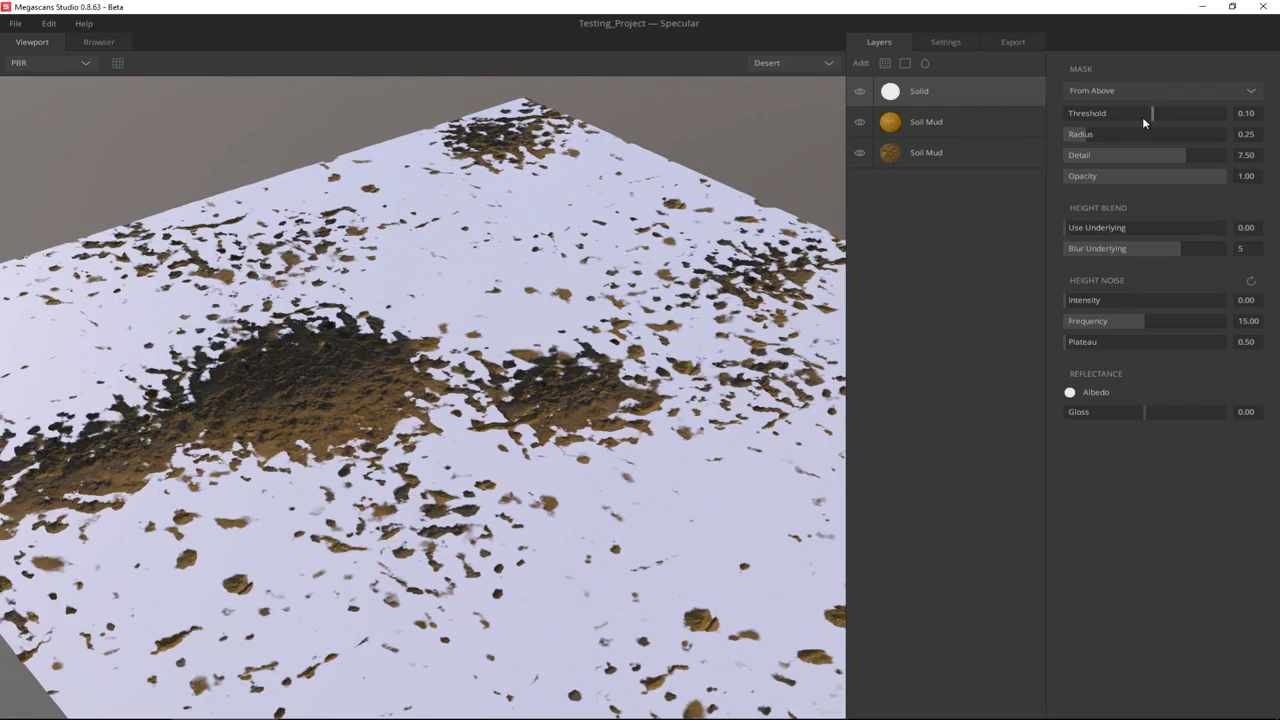 Megascans Studio 0.8.63 - Beta
File Edit Help
Testing_Project — Specular
Viewport Browser
Layers Settings Export
PBR
Desert
Add:
Solid
Soil Mud
Soil Mud
MASK
From Above
Threshold 0.10
Radius 0.25
Detail 7.50
Opacity 1.00
HEIGHT BLEND
Use Underlying 0.00
Blur Underlying 5
HEIGHT NOISE
Intensity 0.00
Frequency 15.00
Plateau 0.50
REFLECTANCE
Albedo
Gloss 0.00